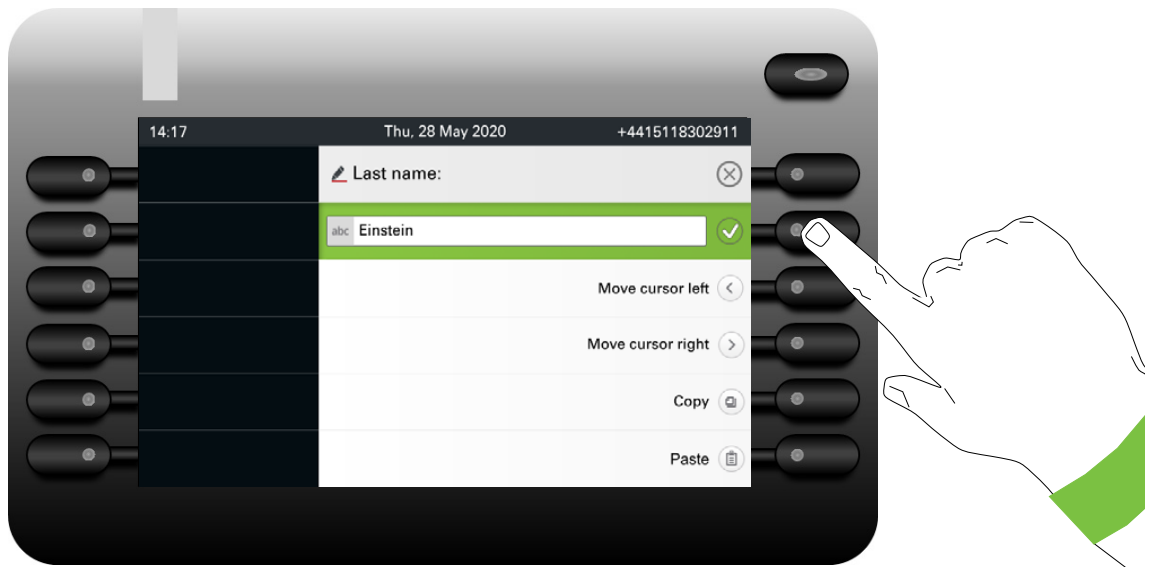 14:17 Thu, 28 May 2020 +4415118302911
Last name:
abc Einstein
Move cursor left
Move cursor right
Copy
Paste